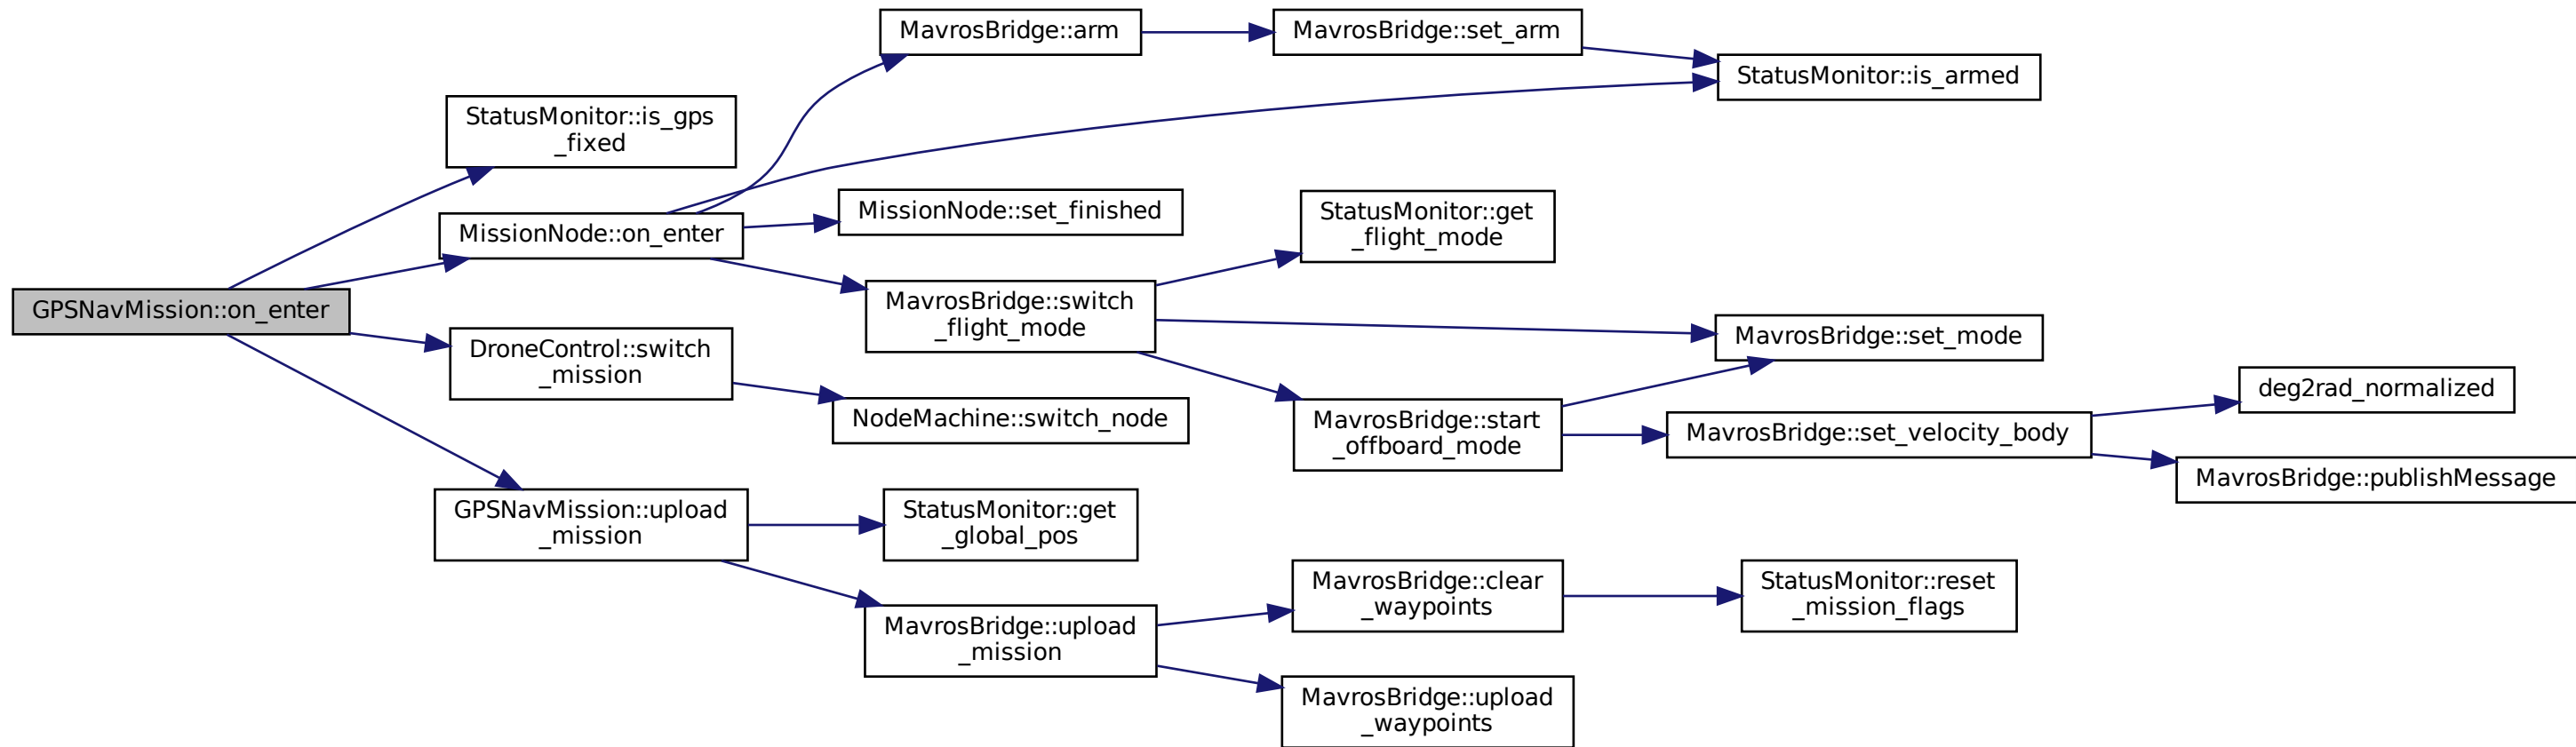 GPSNavMission::on_enter
StatusMonitor::is_gps
_fixed
MissionNode::on_enter
DroneControl::switch
_mission
GPSNavMission::upload
_mission
MavrosBridge::arm
MissionNode::set_finished
MavrosBridge::switch
_flight_mode
NodeMachine::switch_node
StatusMonitor::get
_global_pos
MavrosBridge::upload
_mission
MavrosBridge::set_arm
StatusMonitor::get
_flight_mode
MavrosBridge::start
_offboard_mode
MavrosBridge::clear
_waypoints
MavrosBridge::upload
_waypoints
StatusMonitor::is_armed
MavrosBridge::set_mode
MavrosBridge::set_velocity_body
StatusMonitor::reset
_mission_flags
deg2rad_normalized
MavrosBridge::publishMessage